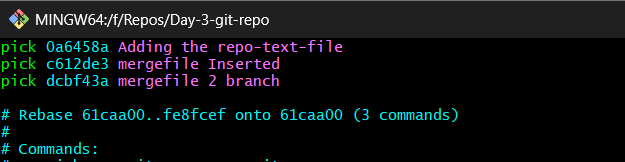 MINGW64:/f/Repos/Day-3-git-repo
pick 0a6458a Adding the repo-text-file
pick c612de3 mergefile Inserted
pick dcbf43a mergefile 2 branch
# Rebase 61caa00..fe8fcef onto 61caa00 (3 commands)
#
# Commands: